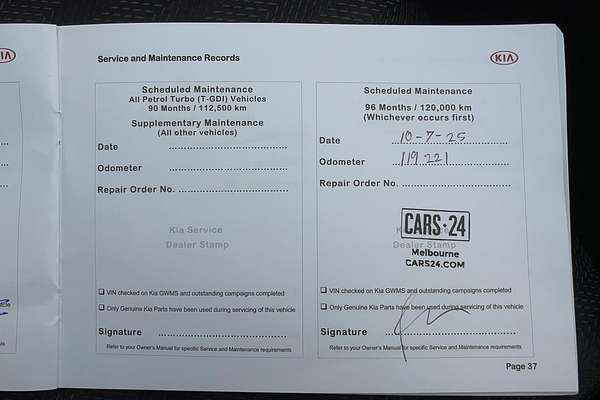 KIA
Service and Maintenance Records
KIA
Scheduled Maintenance
All Petrol Turbo (T-GDI) Vehicles
90 Months / 112,500 km
Supplementary Maintenance
(All other vehicles)
Date
Odometer
Repair Order No.
Kia Service
Dealer Stamp
VIN checked on Kia GWMS and outstanding campaigns completed
Only Genuine Kia Parts have been used during servicing of this vehicle
Signature
Refer to your Owner's Manual for specific Service and Maintenance requirements
Scheduled Maintenance
96 Months / 120,000 km
(Whichever occurs first)
Date 10-7-25
Odometer 119 221
Repair Order No.
Kia Service
CARS·24
Dealer Stamp
Melbourne
CARS24.COM
VIN checked on Kia GWMS and outstanding campaigns completed
Only Genuine Kia Parts have been used during servicing of this vehicle
Signature
Refer to your Owner's Manual for specific Service and Maintenance requirements
Page 37